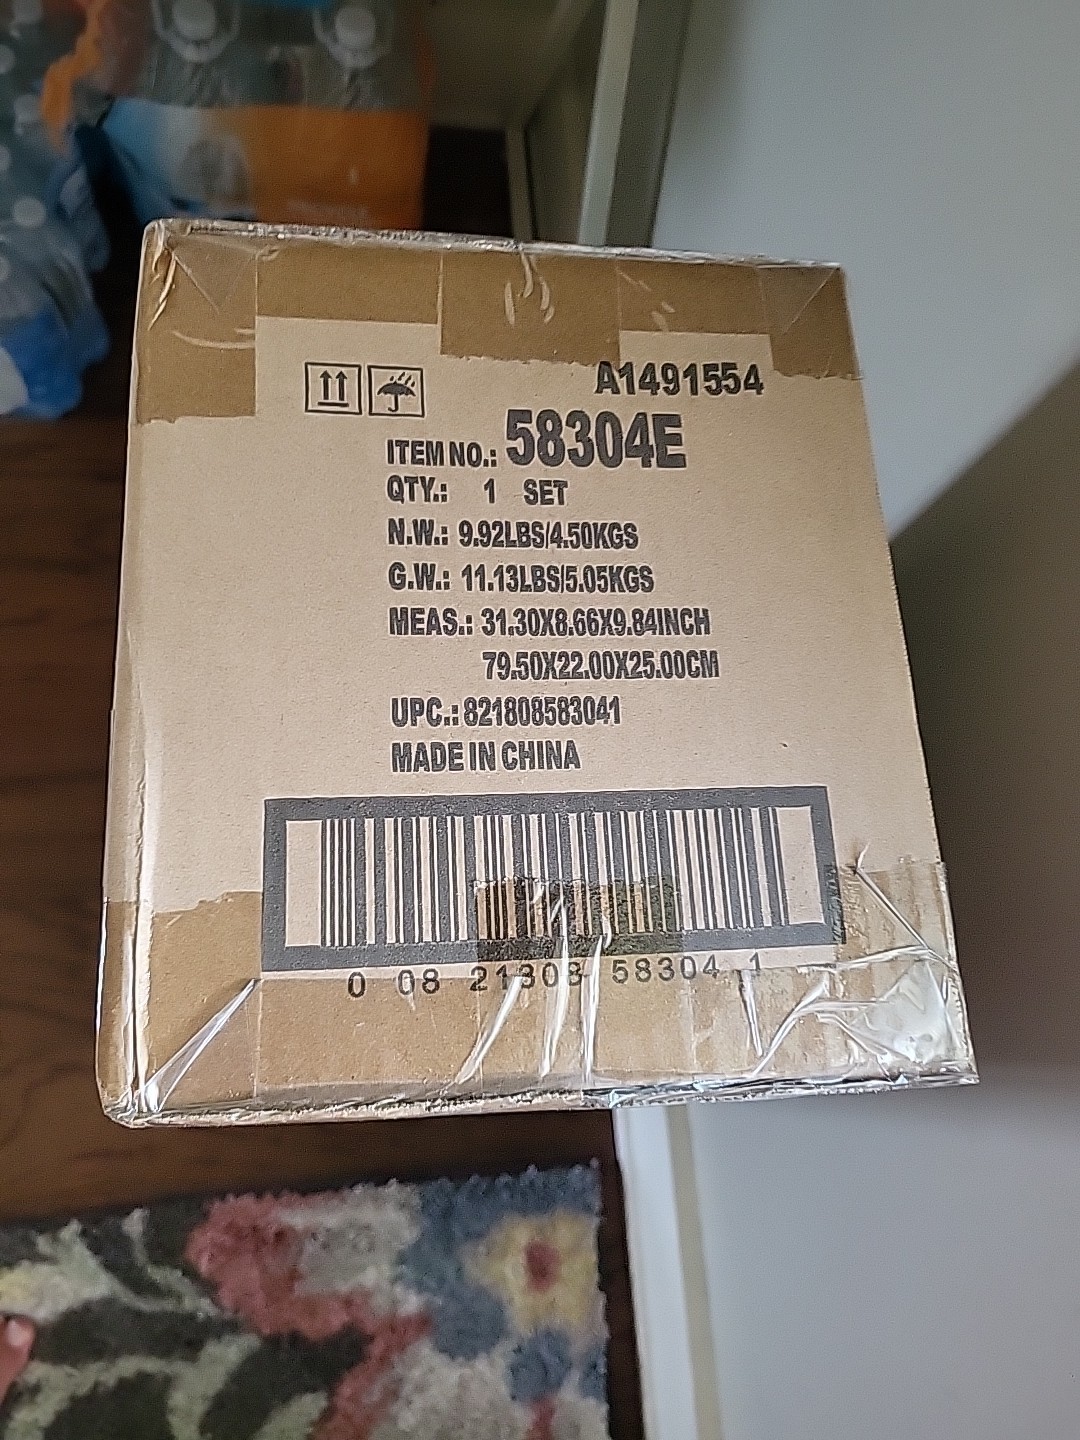 A1491554
ITEM NO.: 58304E
QTY.: 1 SET
N.W.: 9.92LBS/4.50KGS
G.W.: 11.13LBS/5.05KGS
MEAS.: 31.30X8.66X9.84INCH
79.50X22.00X25.00CM
UPC.: 821808583041
MADE IN CHINA
0 08 21808 58304 1